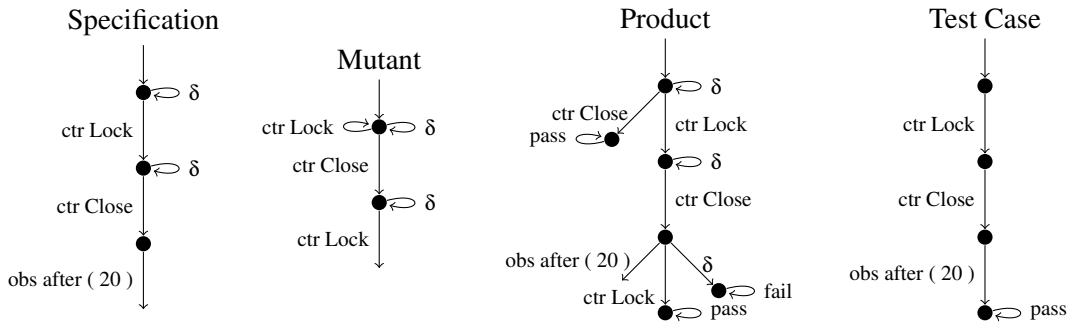 Specification
δ
ctr Lock
δ
ctr Close
obs after ( 20 )
Mutant
ctr Lock
δ
ctr Close
δ
ctr Lock
Product
δ
ctr Close
pass
ctr Lock
δ
ctr Close
obs after ( 20 )
δ
ctr Lock
fail
pass
Test Case
ctr Lock
ctr Close
obs after ( 20 )
pass